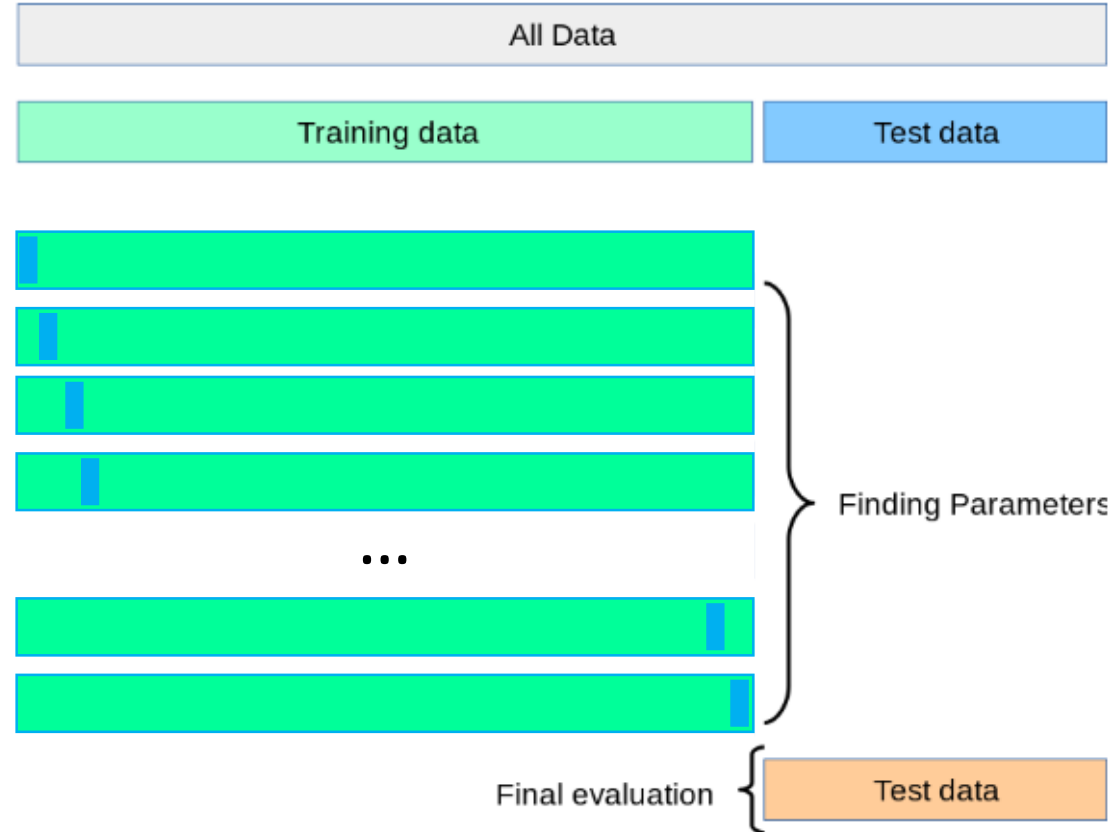 All Data
Training data
Test data
...
Finding Parameters
Final evaluation
Test data